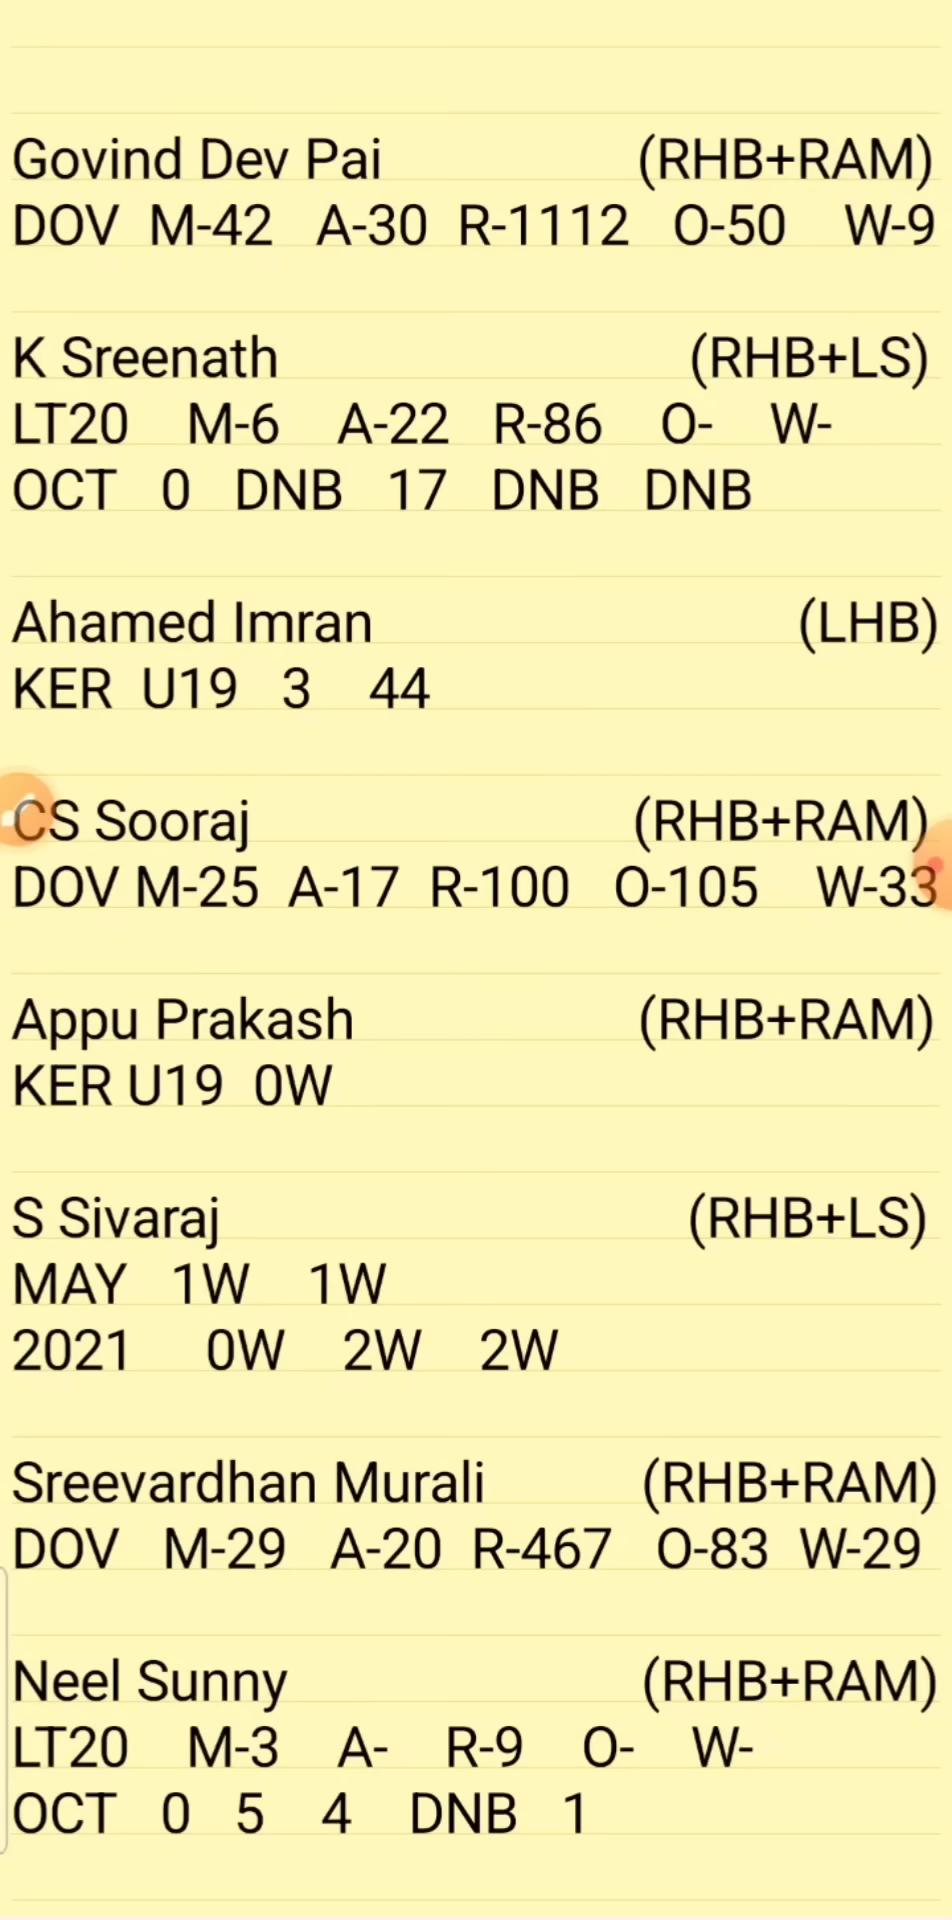 Govind Dev Pai (RHB+RAM)
DOV M-42 A-30 R-1112 O-50 W-9
K Sreenath (RHB+LS)
LT20 M-6 A-22 R-86 O- W-
OCT 0 DNB 17 DNB DNB
Ahamed Imran (LHB)
KER U19 3 44
CS Sooraj (RHB+RAM)
DOV M-25 A-17 R-100 O-105 W-33
Appu Prakash (RHB+RAM)
KER U19 0W
S Sivaraj (RHB+LS)
MAY 1W 1W
2021 0W 2W 2W
Sreevardhan Murali (RHB+RAM)
DOV M-29 A-20 R-467 O-83 W-29
Neel Sunny (RHB+RAM)
LT20 M-3 A- R-9 O- W-
OCT 0 5 4 DNB 1